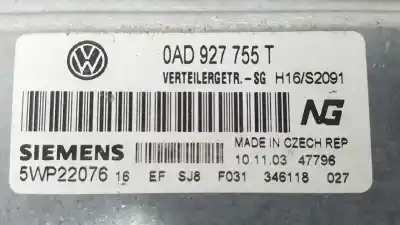 0AD 927 755 T
VERTEILERGETR.-SG H16/S2091
NG
SIEMENS MADE IN CZECH REP
10.11.03 47796
5WP22076 16 EF SJ8 F031 346118 027